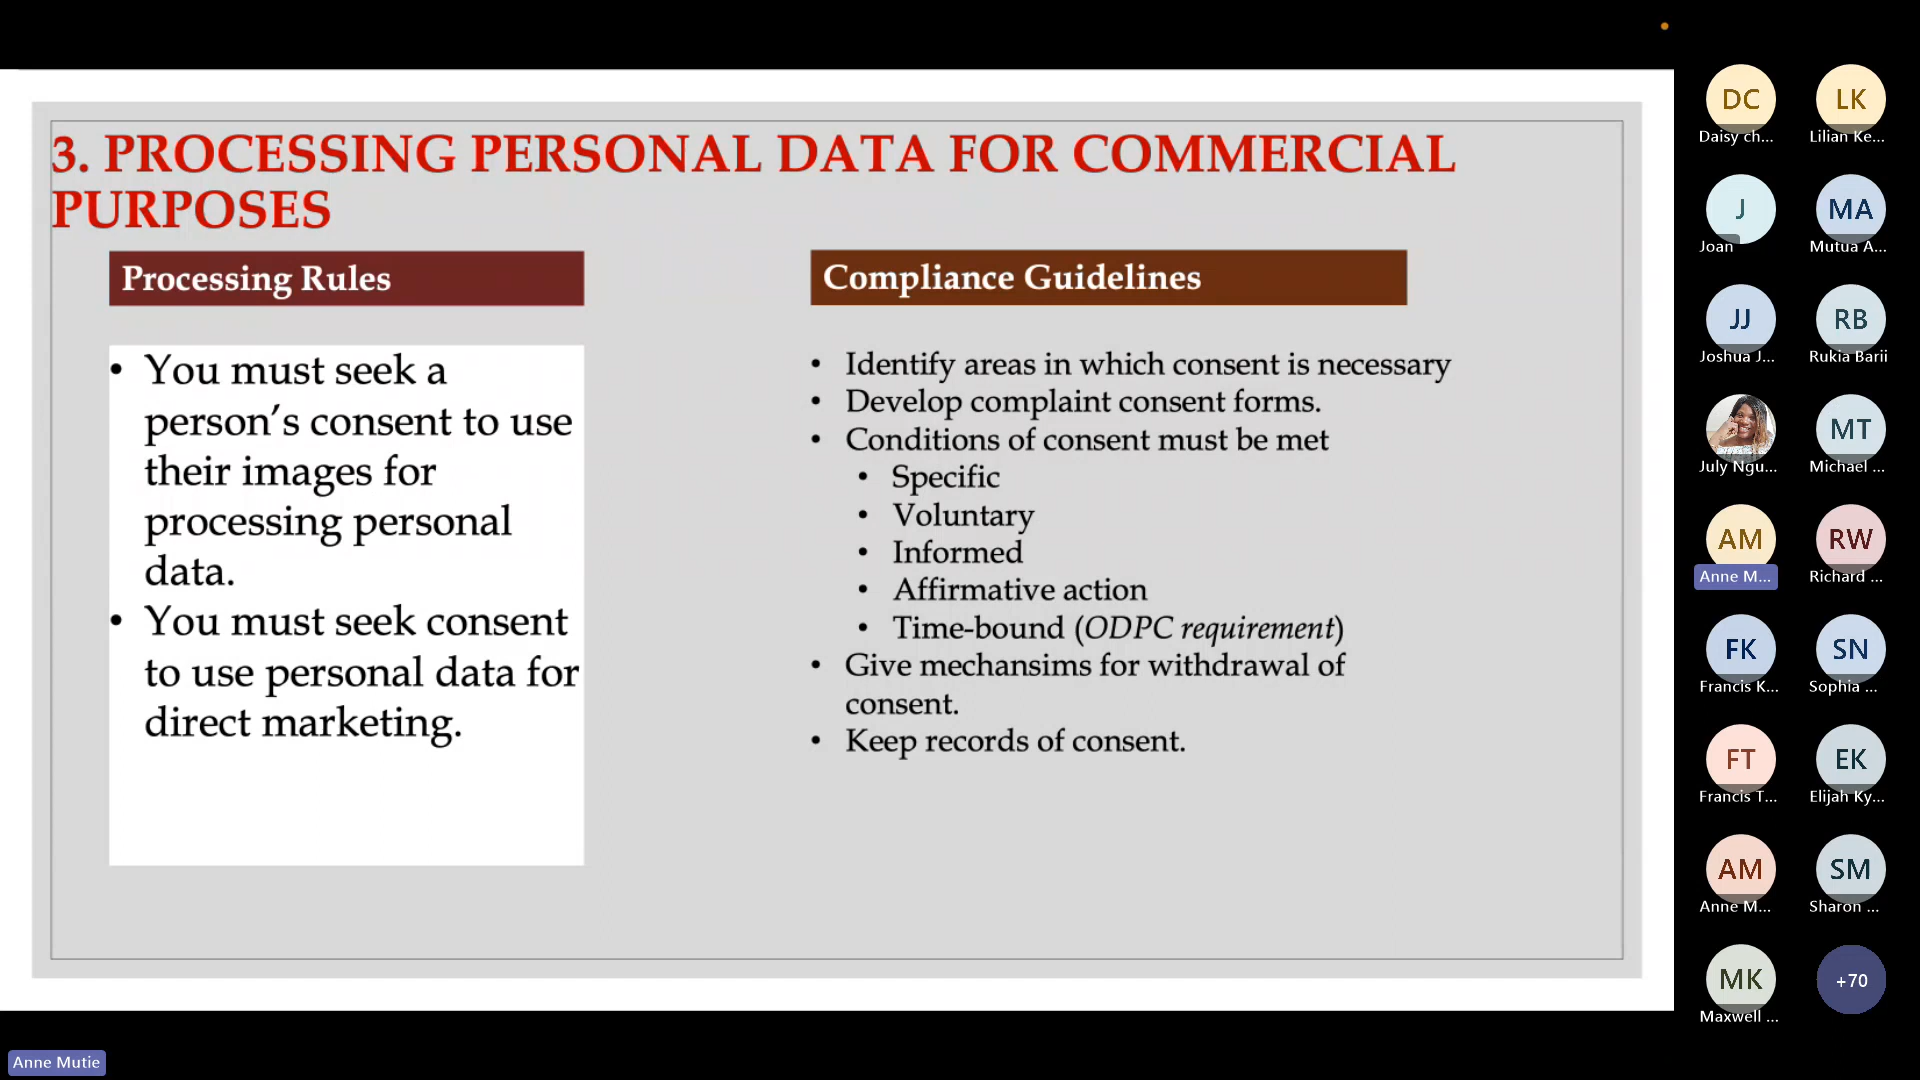 3. PROCESSING PERSONAL DATA FOR COMMERCIAL
PURPOSES
Processing Rules
• You must seek a
person’s consent to use
their images for
processing personal
data.
• You must seek consent
to use personal data for
direct marketing.
Compliance Guidelines
• Identify areas in which consent is necessary
• Develop complaint consent forms.
• Conditions of consent must be met
• Specific
• Voluntary
• Informed
• Affirmative action
• Time-bound (ODPC requirement)
• Give mechansims for withdrawal of
consent.
• Keep records of consent.
DC
Daisy ch...
LK
Lilian Ke...
J
Joan
MA
Mutua A...
JJ
Joshua J...
RB
Rukia Barii
July Ngu...
MT
Michael ...
AM
Anne M...
RW
Richard ...
FK
Francis K...
SN
Sophia ...
FT
Francis T...
EK
Elijah Ky...
AM
Anne M...
SM
Sharon ...
MK
Maxwell ...
+70
Anne Mutie